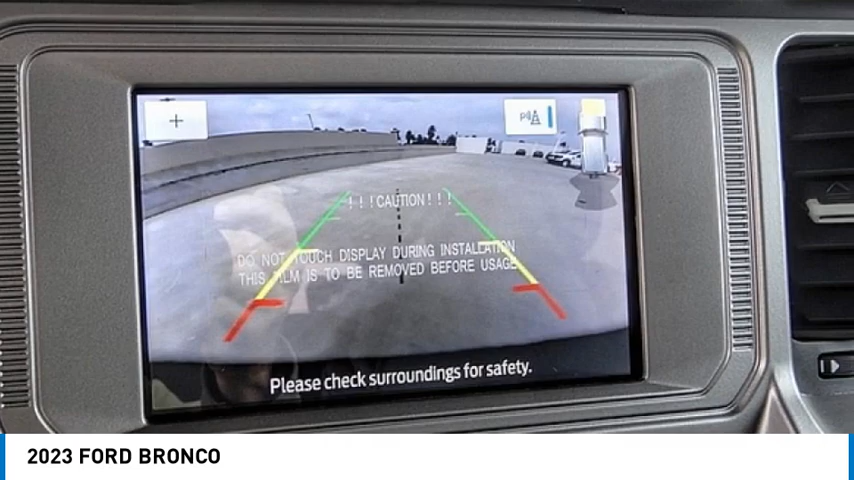 +
P
! ! ! CAUTION ! ! !
DO NOT TOUCH DISPLAY DURING INSTALLATION
THIS FILM IS TO BE REMOVED BEFORE USAGE
Please check surroundings for safety.
2023 FORD BRONCO